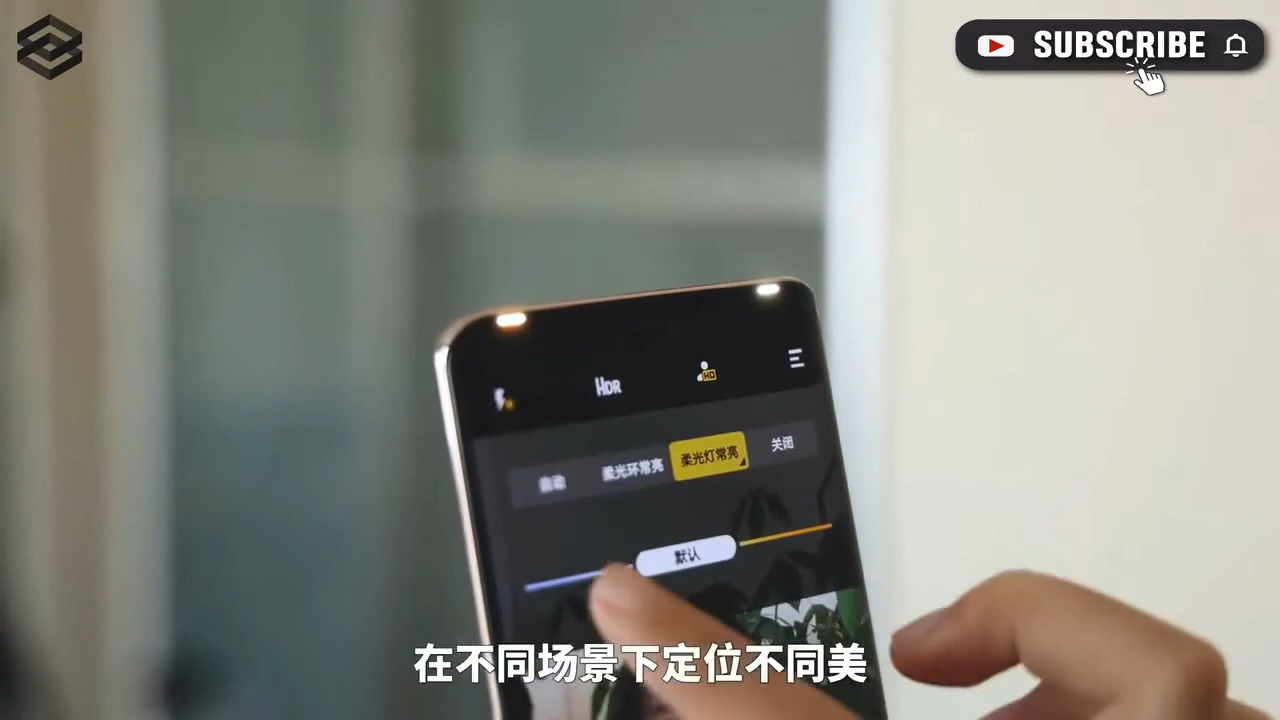 SUBSCRIBE
HDR
HD
自动 柔光环常亮 柔光灯常亮 关闭
默认
在不同场景下定位不同美